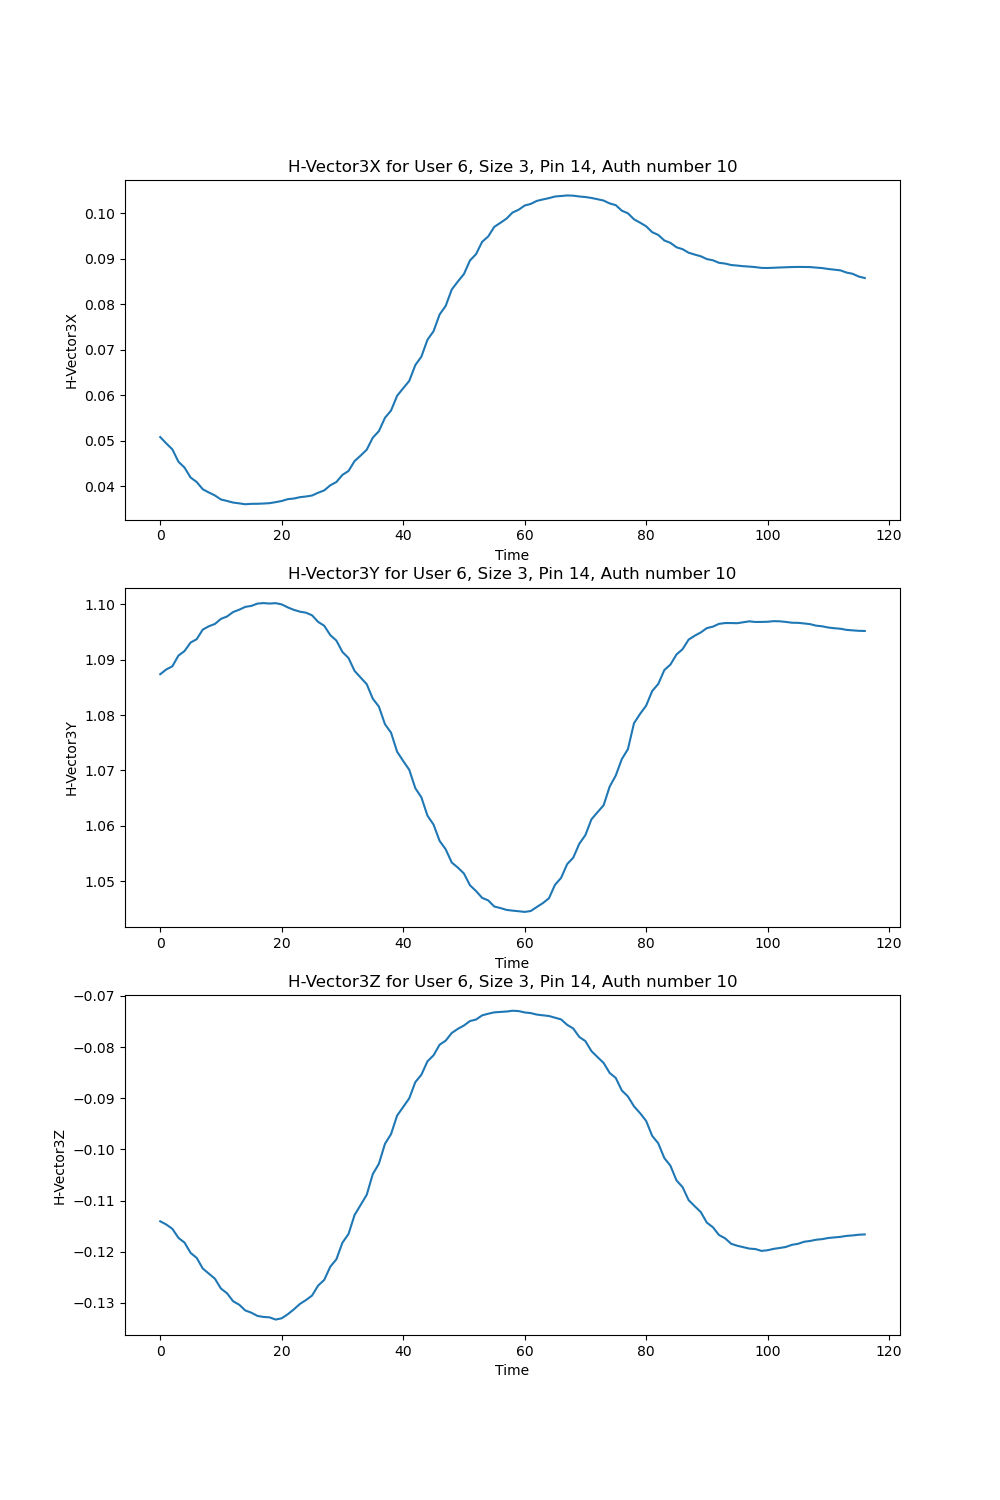 H-Vector3X for User 6, Size 3, Pin 14, Auth number 10
0.10
0.09
0.08
0.07
0.06
0.05
0.04
H-Vector3X
0 20 40 60 80 100 120
Time
H-Vector3Y for User 6, Size 3, Pin 14, Auth number 10
1.10
1.09
1.08
1.07
1.06
1.05
H-Vector3Y
0 20 40 60 80 100 120
Time
H-Vector3Z for User 6, Size 3, Pin 14, Auth number 10
−0.07
−0.08
−0.09
−0.10
−0.11
−0.12
−0.13
H-Vector3Z
0 20 40 60 80 100 120
Time